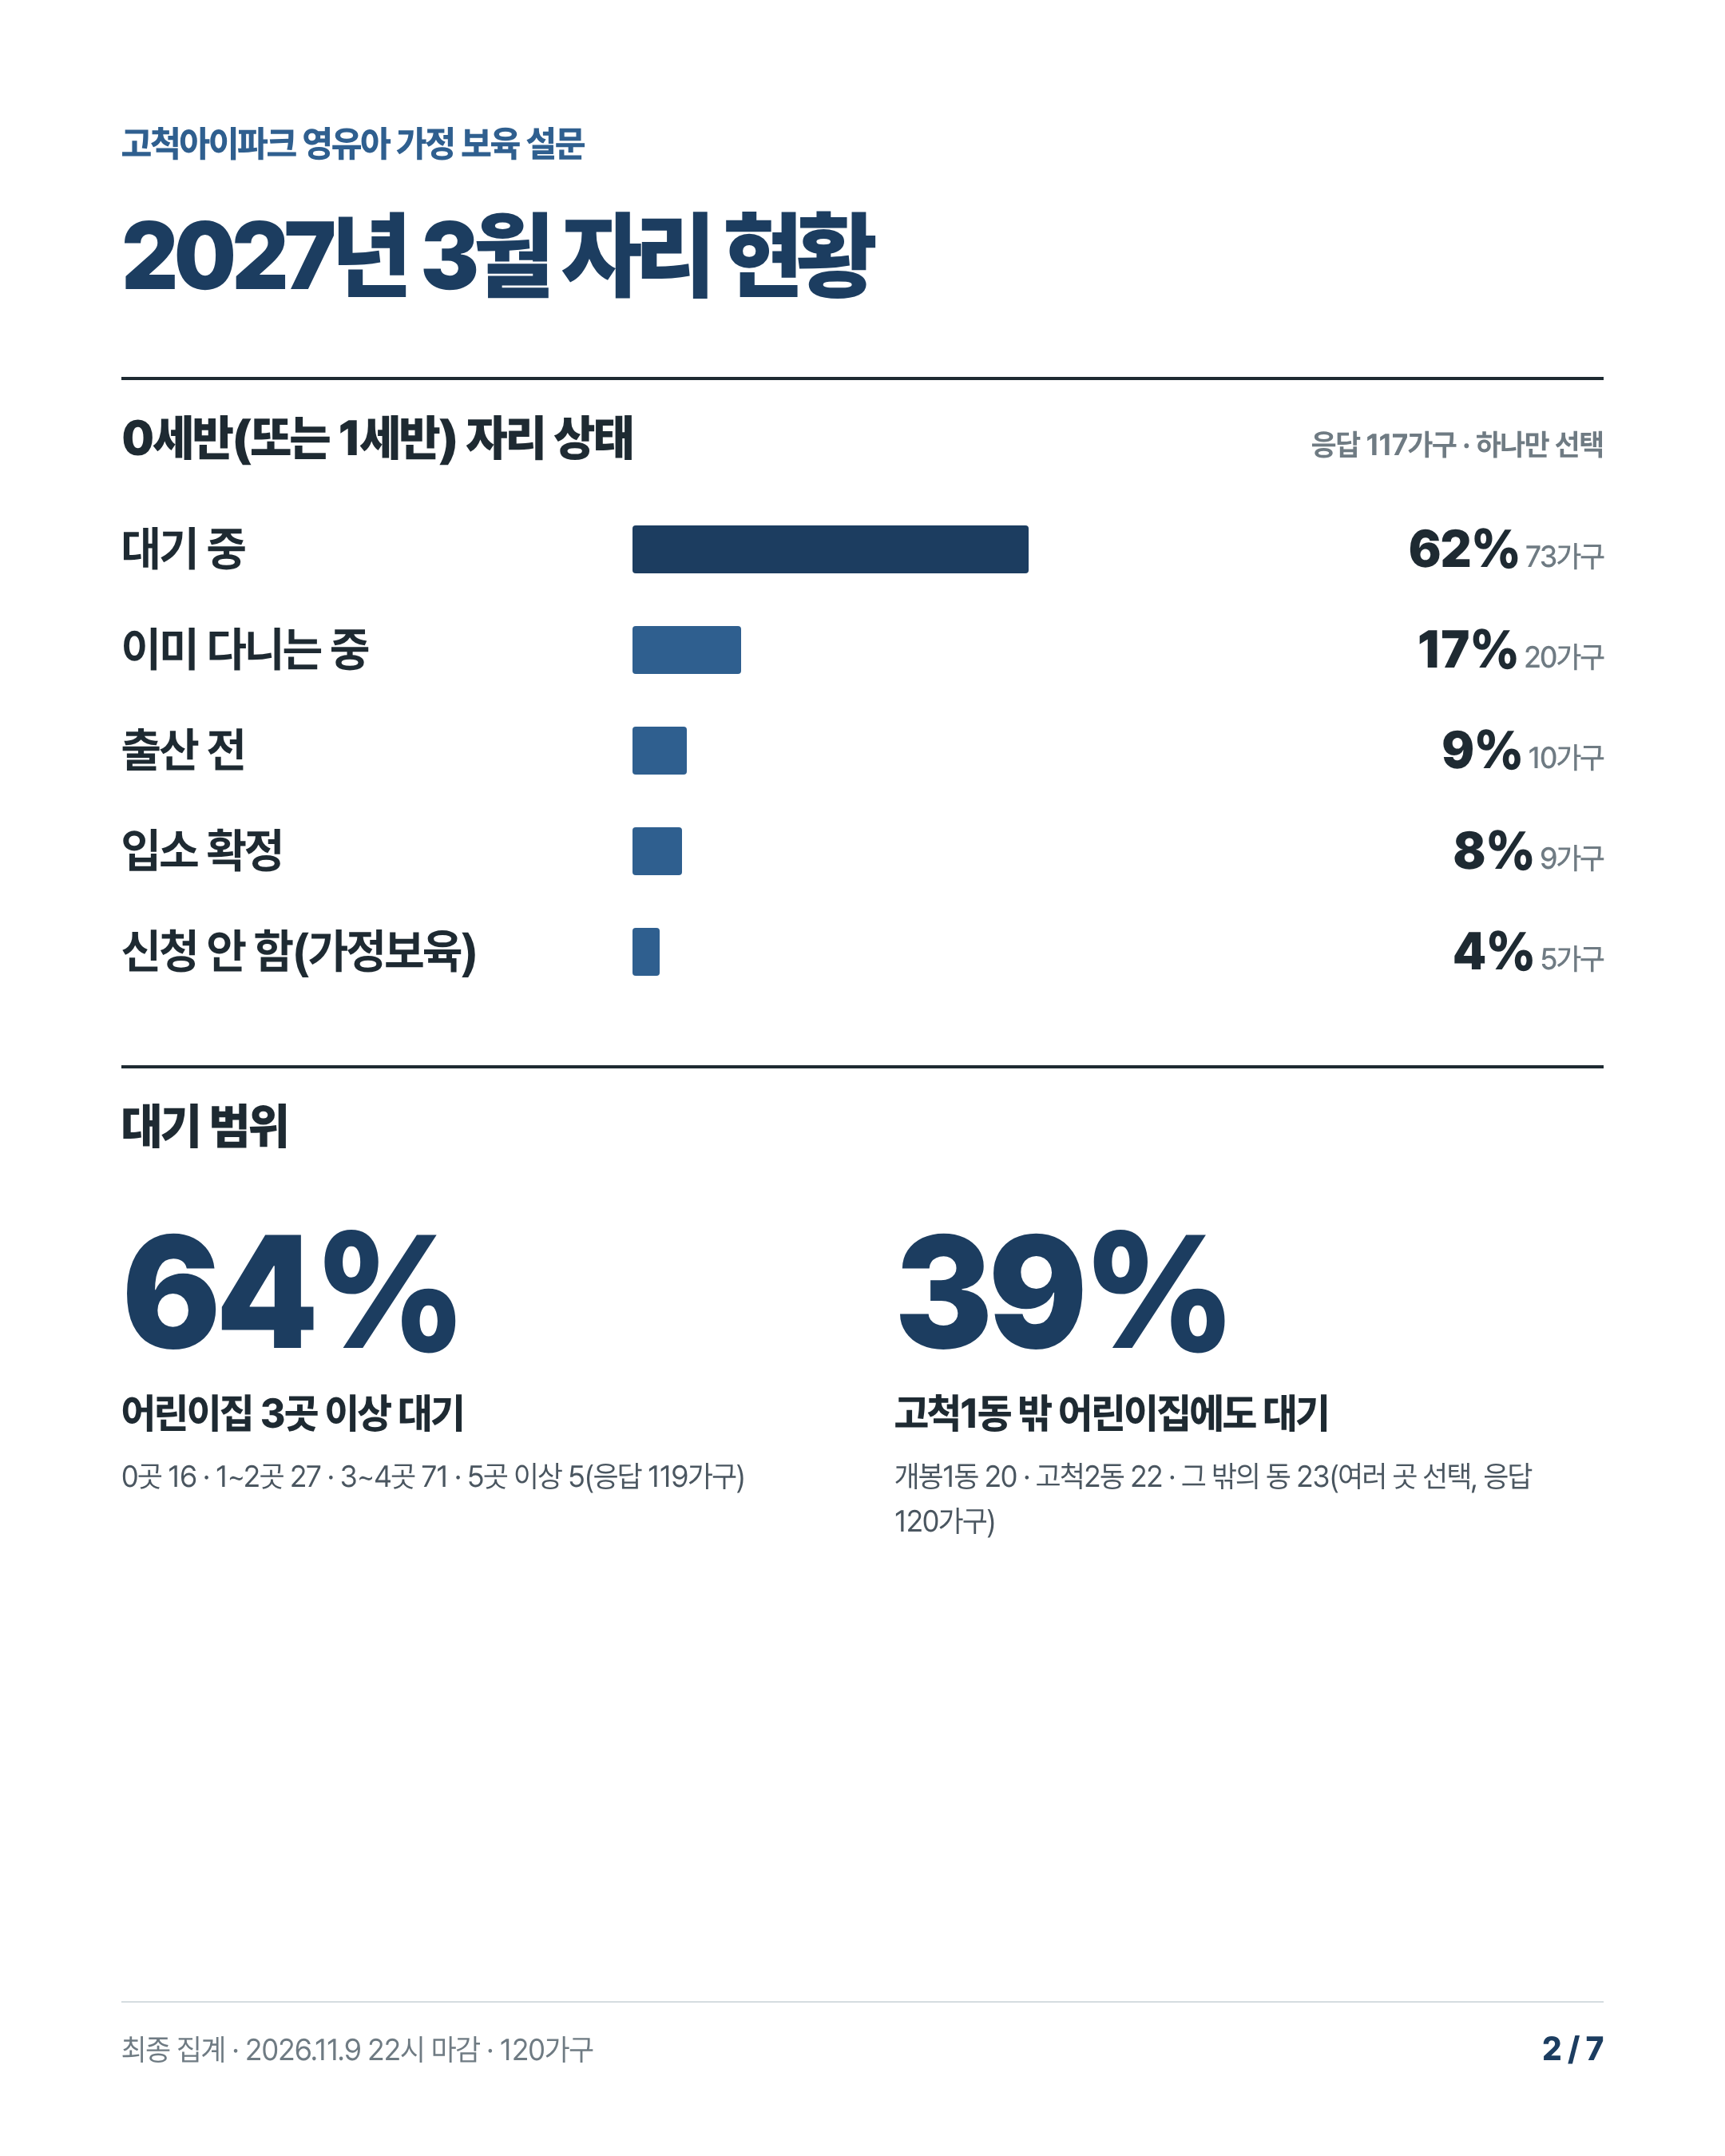 고척아이파크 영유아 가정 보육 설문
2027년 3월 자리 현황
0세반(또는 1세반) 자리 상태
응답 117가구 · 하나만 선택
대기 중
62% 73가구
이미 다니는 중
17% 20가구
출산 전
9% 10가구
입소 확정
8% 9가구
신청 안 함(가정보육)
4% 5가구
대기 범위
64%
어린이집 3곳 이상 대기
0곳 16 · 1~2곳 27 · 3~4곳 71 · 5곳 이상 5(응답 119가구)
39%
고척1동 밖 어린이집에도 대기
개봉1동 20 · 고척2동 22 · 그 밖의 동 23(여러 곳 선택, 응답
120가구)
최종 집계 · 2026.11.9 22시 마감 · 120가구
2 / 7